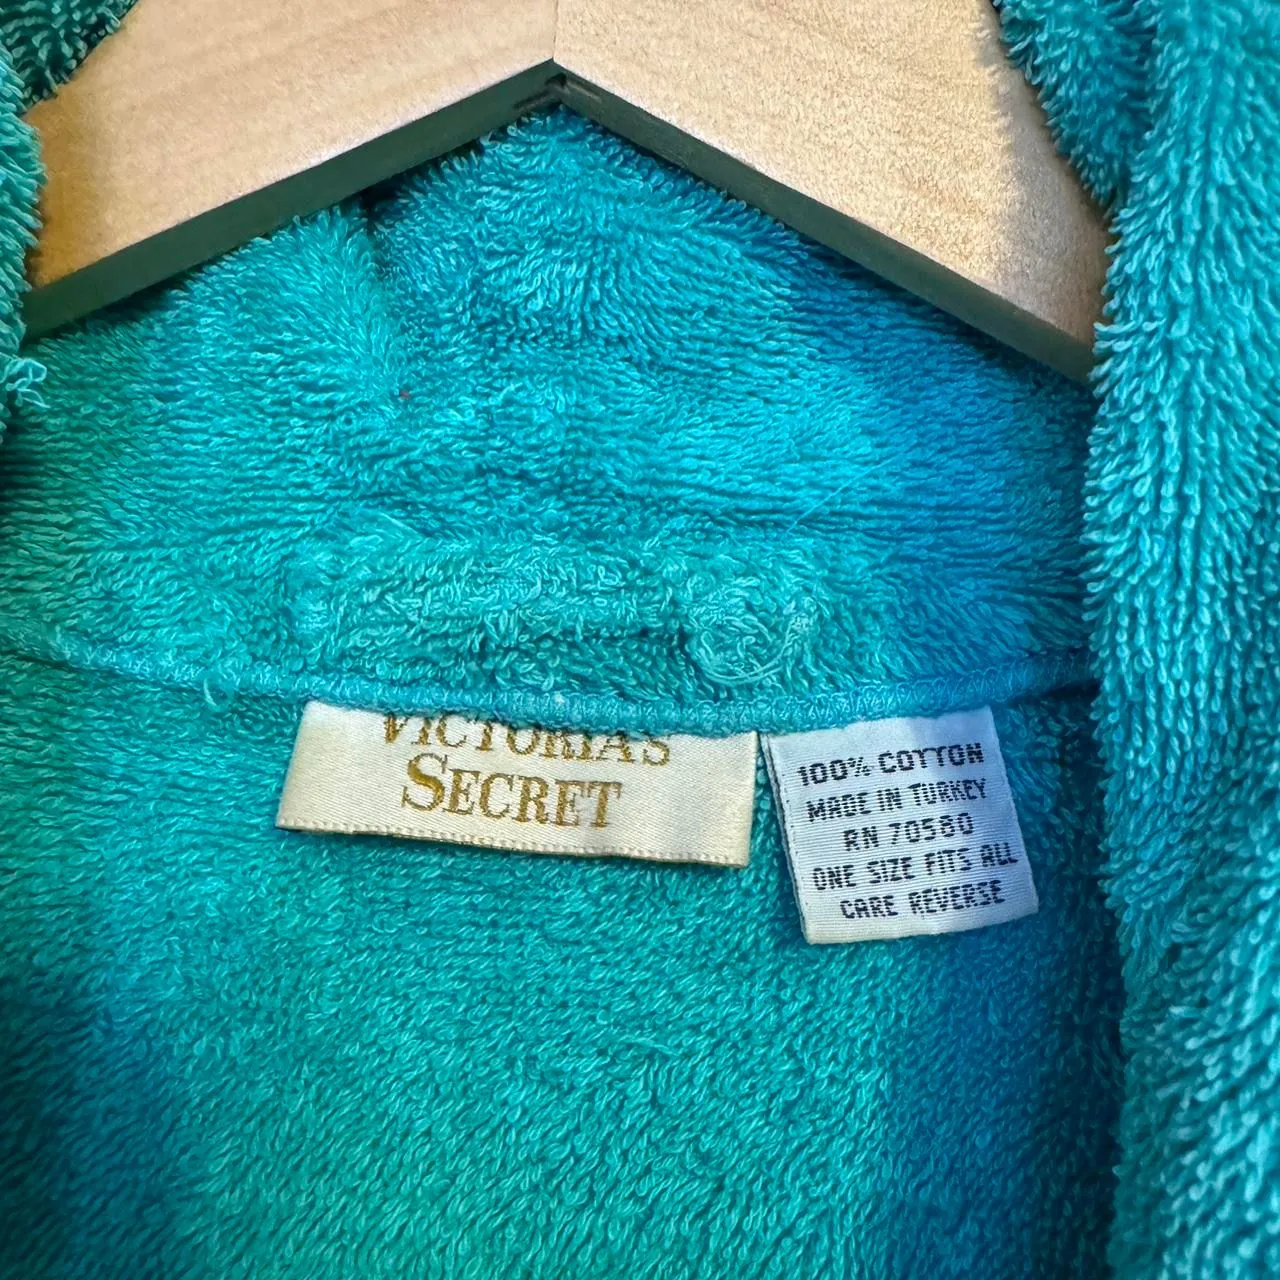 VICTORIA'S
SECRET
100% COTTON
MADE IN TURKEY
RN 70580
ONE SIZE FITS ALL
CARE REVERSE